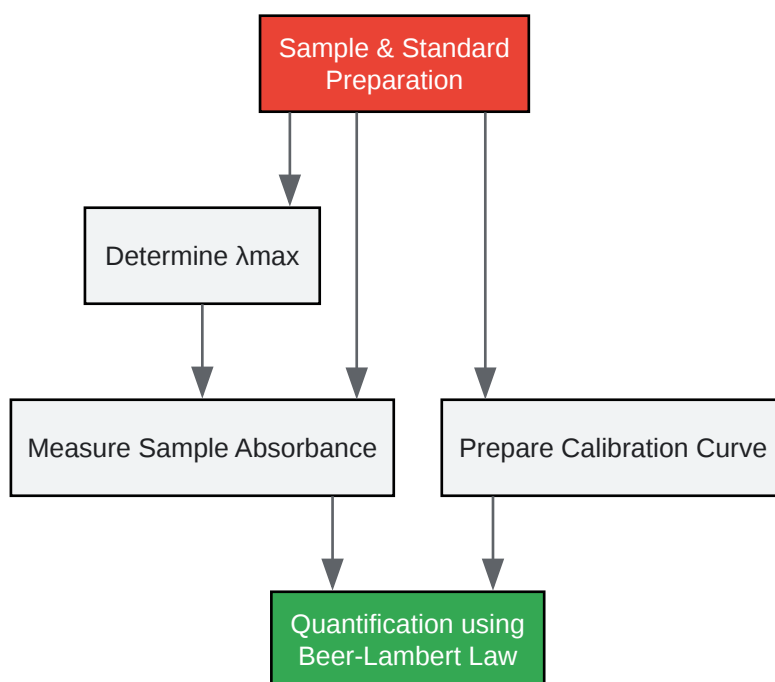 Sample & Standard
Preparation
Determine λmax
Measure Sample Absorbance
Prepare Calibration Curve
Quantification using
Beer-Lambert Law